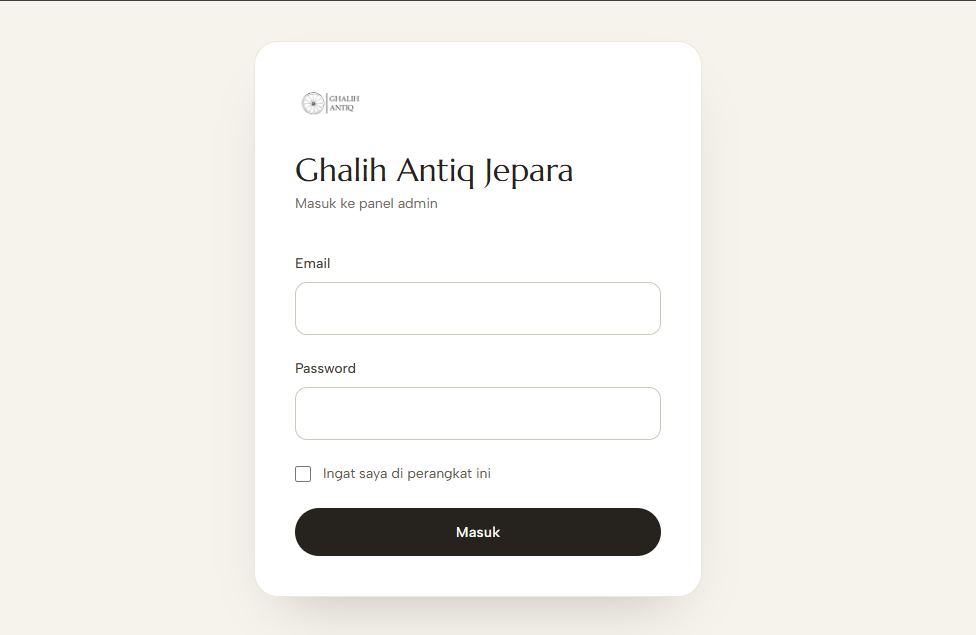 GHALIH
ANTIQ
Ghalih Antiq Jepara
Masuk ke panel admin
Email
Password
Ingat saya di perangkat ini
Masuk